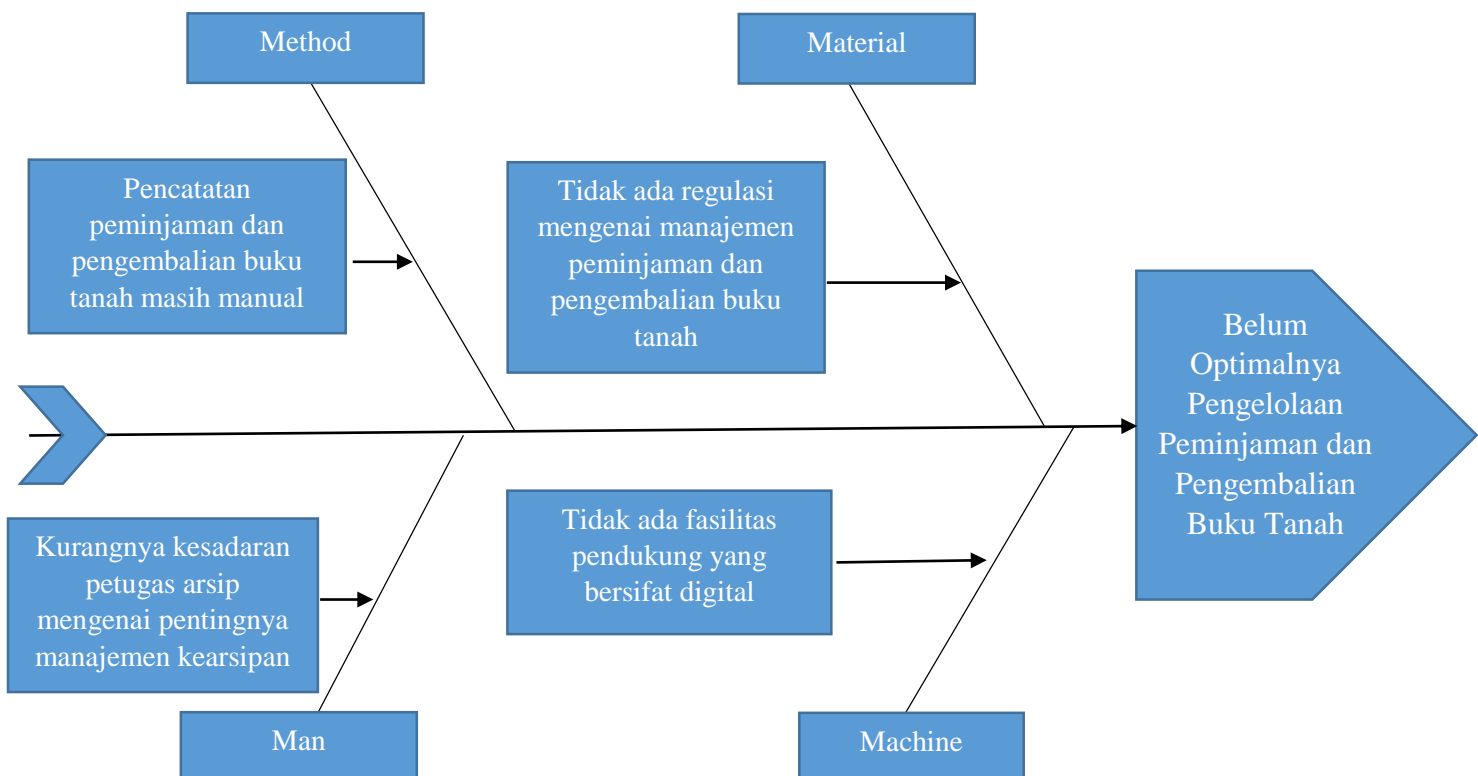 Method
Material
Pencatatan
peminjaman dan
pengembalian buku
tanah masih manual
Tidak ada regulasi
mengenai manajemen
peminjaman dan
pengembalian buku
tanah
Belum
Optimalnya
Pengelolaan
Peminjaman dan
Pengembalian
Buku Tanah
Kurangnya kesadaran
petugas arsip
mengenai pentingnya
manajemen kearsipan
Tidak ada fasilitas
pendukung yang
bersifat digital
Man
Machine